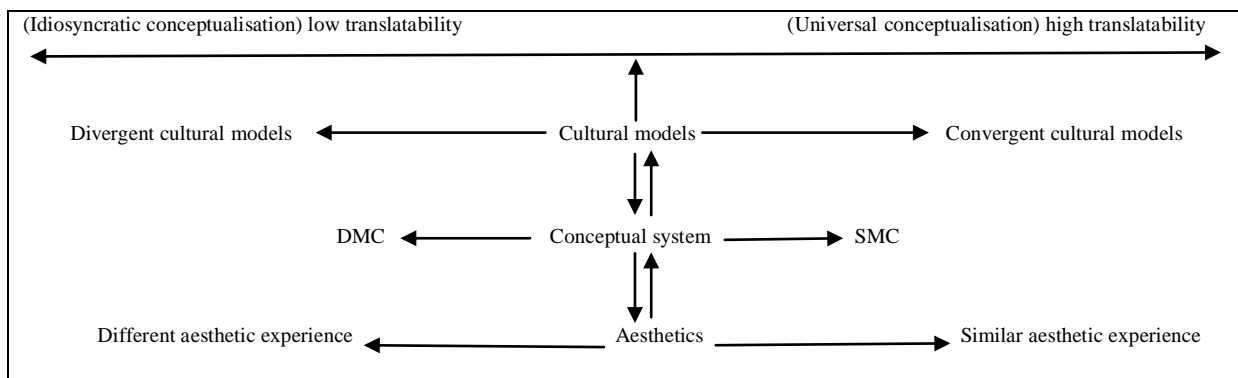 (Idiosyncratic conceptualisation) low translatability (Universal conceptualisation) high translatability
Divergent cultural models Cultural models Convergent cultural models
DMC Conceptual system SMC
Different aesthetic experience Aesthetics Similar aesthetic experience